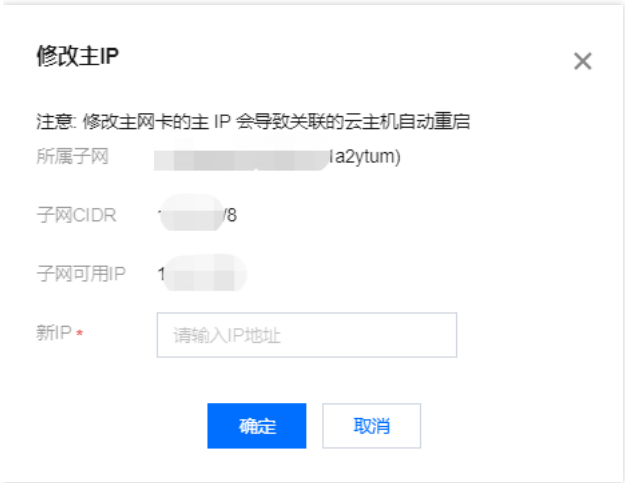 修改主IP
注意: 修改主网卡的主 IP 会导致关联的云主机自动重启
所属子网 a2ytum)
子网CIDR /8
子网可用IP 1
新IP * 请输入IP地址
确定 取消